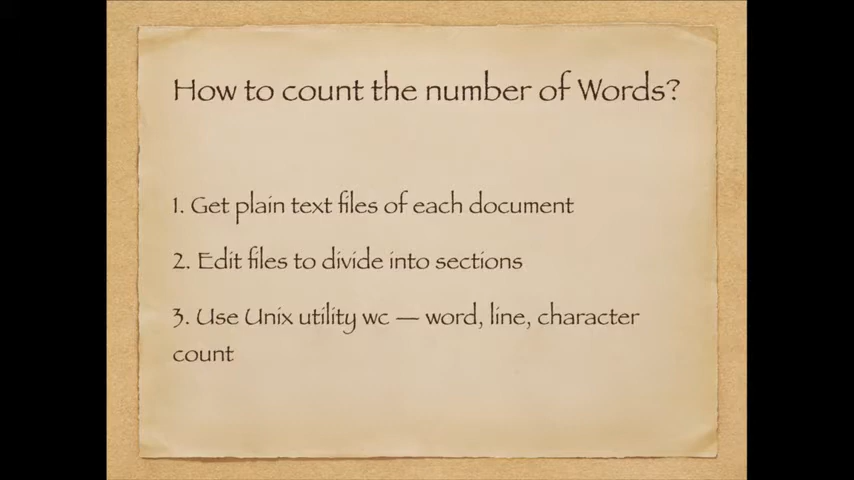 How to count the number of Words?
1. Get plain text files of each document
2. Edit files to divide into sections
3. Use Unix utility wc — word, line, character
count